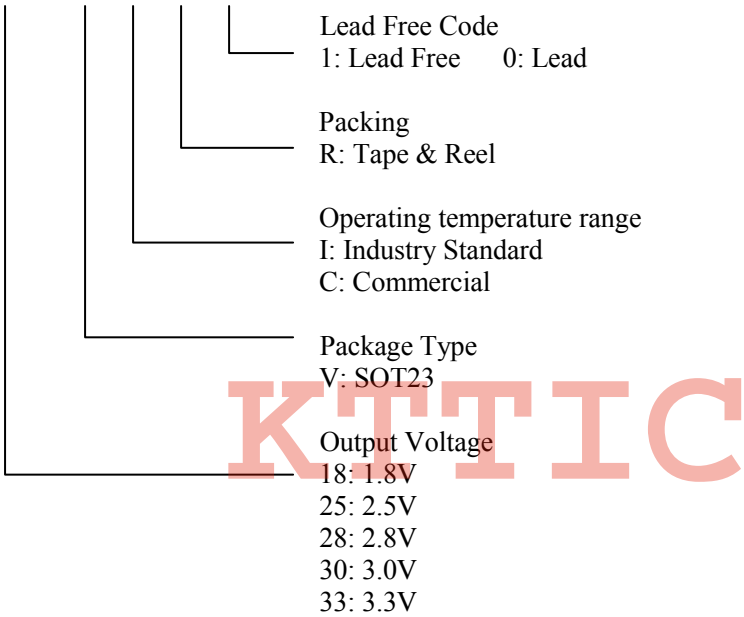 Lead Free Code
1: Lead Free 0: Lead
Packing
R: Tape & Reel
Operating temperature range
I: Industry Standard
C: Commercial
Package Type
V: SOT23
KTTIC
Output Voltage
18: 1.8V
25: 2.5V
28: 2.8V
30: 3.0V
33: 3.3V